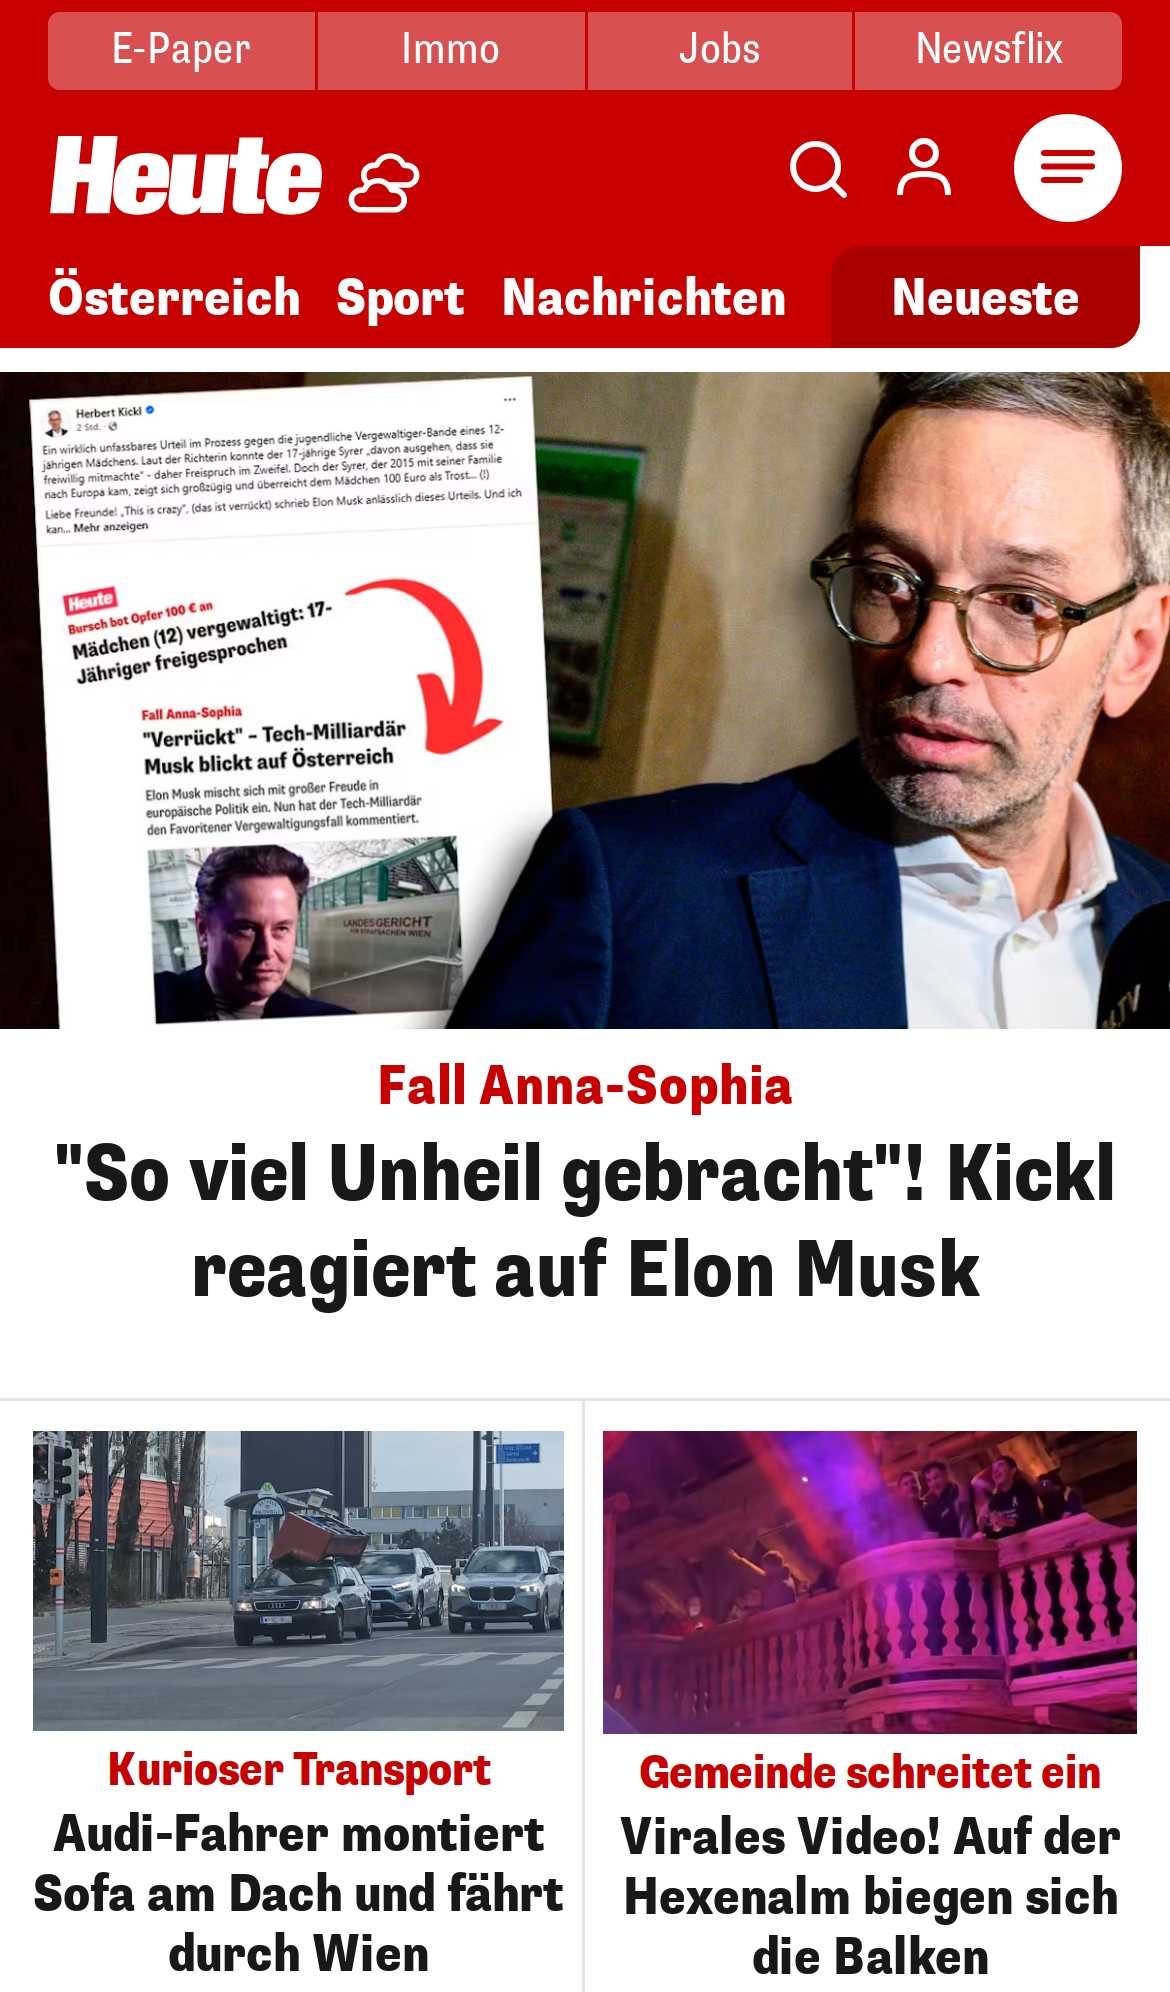 E-Paper
Immo
Jobs
Newsflix
Heute
Österreich
Sport
Nachrichten
Neueste
Herbert Kickl
2 Std.
Ein wirklich unfassbares Urteil im Prozess gegen die jugendliche Vergewaltiger-Bande eines 12-
jährigen Mädchens. Laut der Richterin konnte der 17-jährige Syrer „davon ausgehen, dass sie
freiwillig mitmachte“ - daher Freispruch im Zweifel. Doch der Syrer, der 2015 mit seiner Familie
nach Europa kam, zeigt sich großzügig und überreicht dem Mädchen 100 Euro als Trost... (!)
Liebe Freunde! „This is crazy“, (das ist verrückt) schrieb Elon Musk anlässlich dieses Urteils. Und ich
kan... Mehr anzeigen
Heute
Bursch bot Opfer 100 € an
Mädchen (12) vergewaltigt: 17-
Jähriger freigesprochen
Fall Anna-Sophia
"Verrückt" – Tech-Milliardär
Musk blickt auf Österreich
Elon Musk mischt sich mit großer Freude in
europäische Politik ein. Nun hat der Tech-Milliardär
den Favoritener Vergewaltigungsfall kommentiert.
LANDESGERICHT
FÜR STRAFSACHEN WIEN
Fall Anna-Sophia
"So viel Unheil gebracht"! Kickl
reagiert auf Elon Musk
Kurioser Transport
Audi-Fahrer montiert
Sofa am Dach und fährt
durch Wien
Gemeinde schreitet ein
Virales Video! Auf der
Hexenalm biegen sich
die Balken